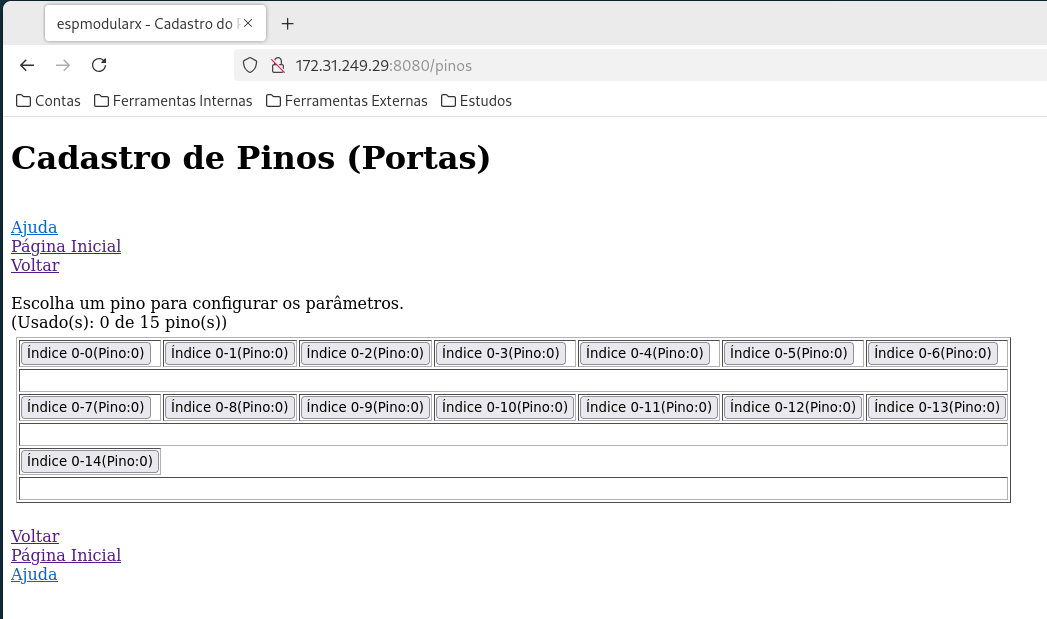 espmodularx - Cadastro do
172.31.249.29:8080/pinos
Contas Ferramentas Internas Ferramentas Externas Estudos
Cadastro de Pinos (Portas)
Ajuda
Página Inicial
Voltar
Escolha um pino para configurar os parâmetros.
(Usado(s): 0 de 15 pino(s))
Índice 0-0(Pino:0) Índice 0-1(Pino:0) Índice 0-2(Pino:0) Índice 0-3(Pino:0) Índice 0-4(Pino:0) Índice 0-5(Pino:0) Índice 0-6(Pino:0)
Índice 0-7(Pino:0) Índice 0-8(Pino:0) Índice 0-9(Pino:0) Índice 0-10(Pino:0) Índice 0-11(Pino:0) Índice 0-12(Pino:0) Índice 0-13(Pino:0)
Índice 0-14(Pino:0)
Voltar
Página Inicial
Ajuda